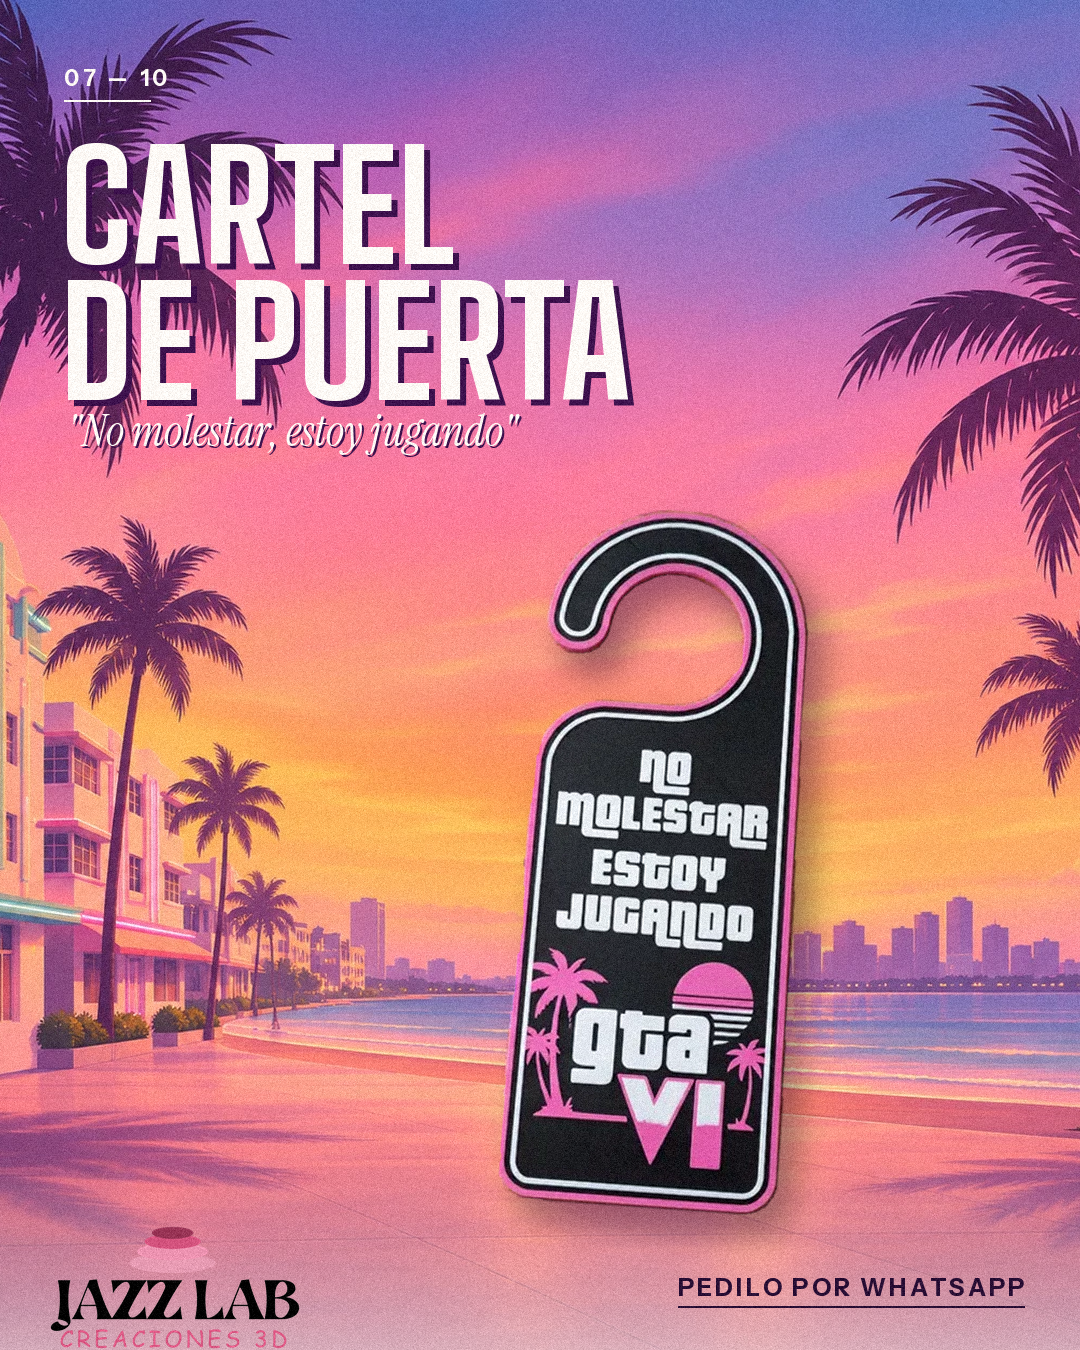 07 — 10
CARTEL
DE PUERTA
"No molestar, estoy jugando"
NO
MOLESTAR
ESTOY
JUGANDO
gta
VI
JAZZ LAB
CREACIONES 3D
PEDILO POR WHATSAPP